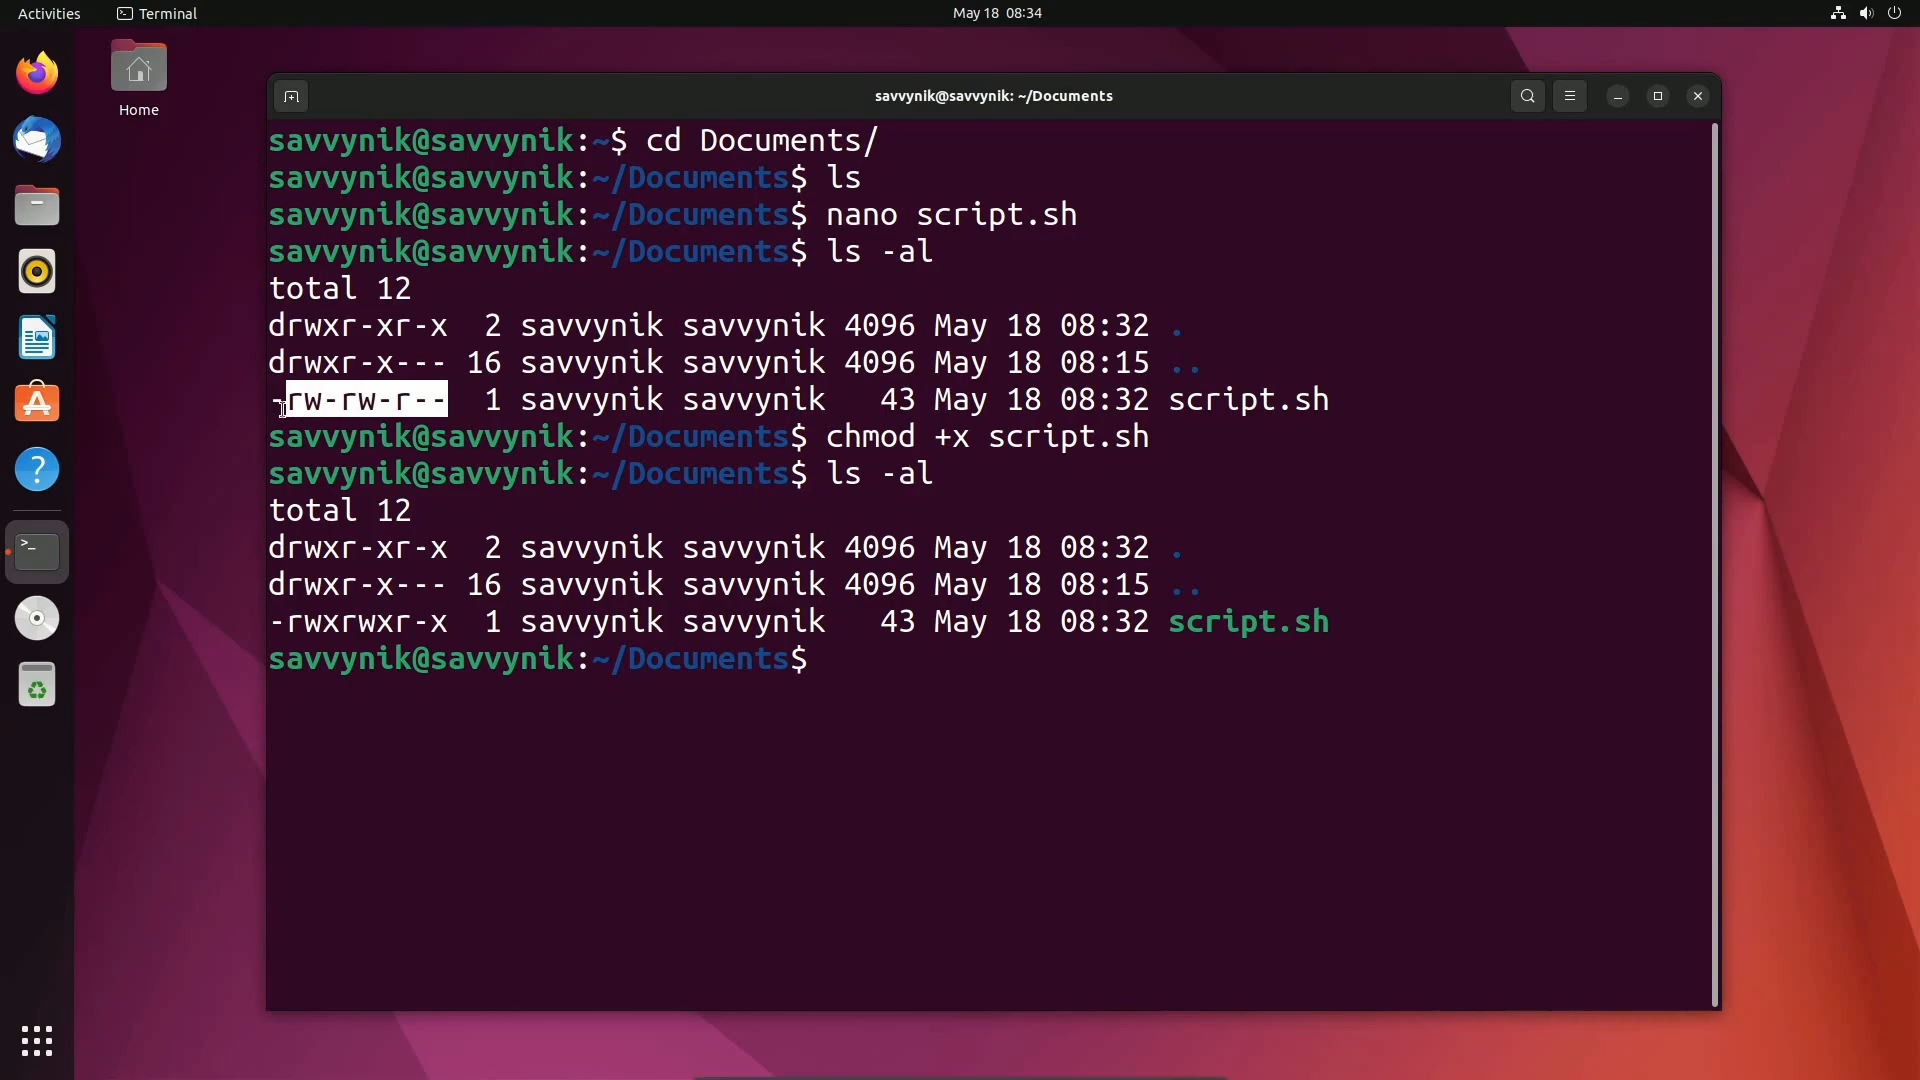 Activities Terminal May 18 08:34
Home
savvynik@savvynik: ~/Documents
savvynik@savvynik:~$ cd Documents/
savvynik@savvynik:~/Documents$ ls
savvynik@savvynik:~/Documents$ nano script.sh
savvynik@savvynik:~/Documents$ ls -al
total 12
drwxr-xr-x  2 savvynik savvynik 4096 May 18 08:32 .
drwxr-x--- 16 savvynik savvynik 4096 May 18 08:15 ..
-rw-rw-r--  1 savvynik savvynik   43 May 18 08:32 script.sh
savvynik@savvynik:~/Documents$ chmod +x script.sh
savvynik@savvynik:~/Documents$ ls -al
total 12
drwxr-xr-x  2 savvynik savvynik 4096 May 18 08:32 .
drwxr-x--- 16 savvynik savvynik 4096 May 18 08:15 ..
-rwxrwxr-x  1 savvynik savvynik   43 May 18 08:32 script.sh
savvynik@savvynik:~/Documents$